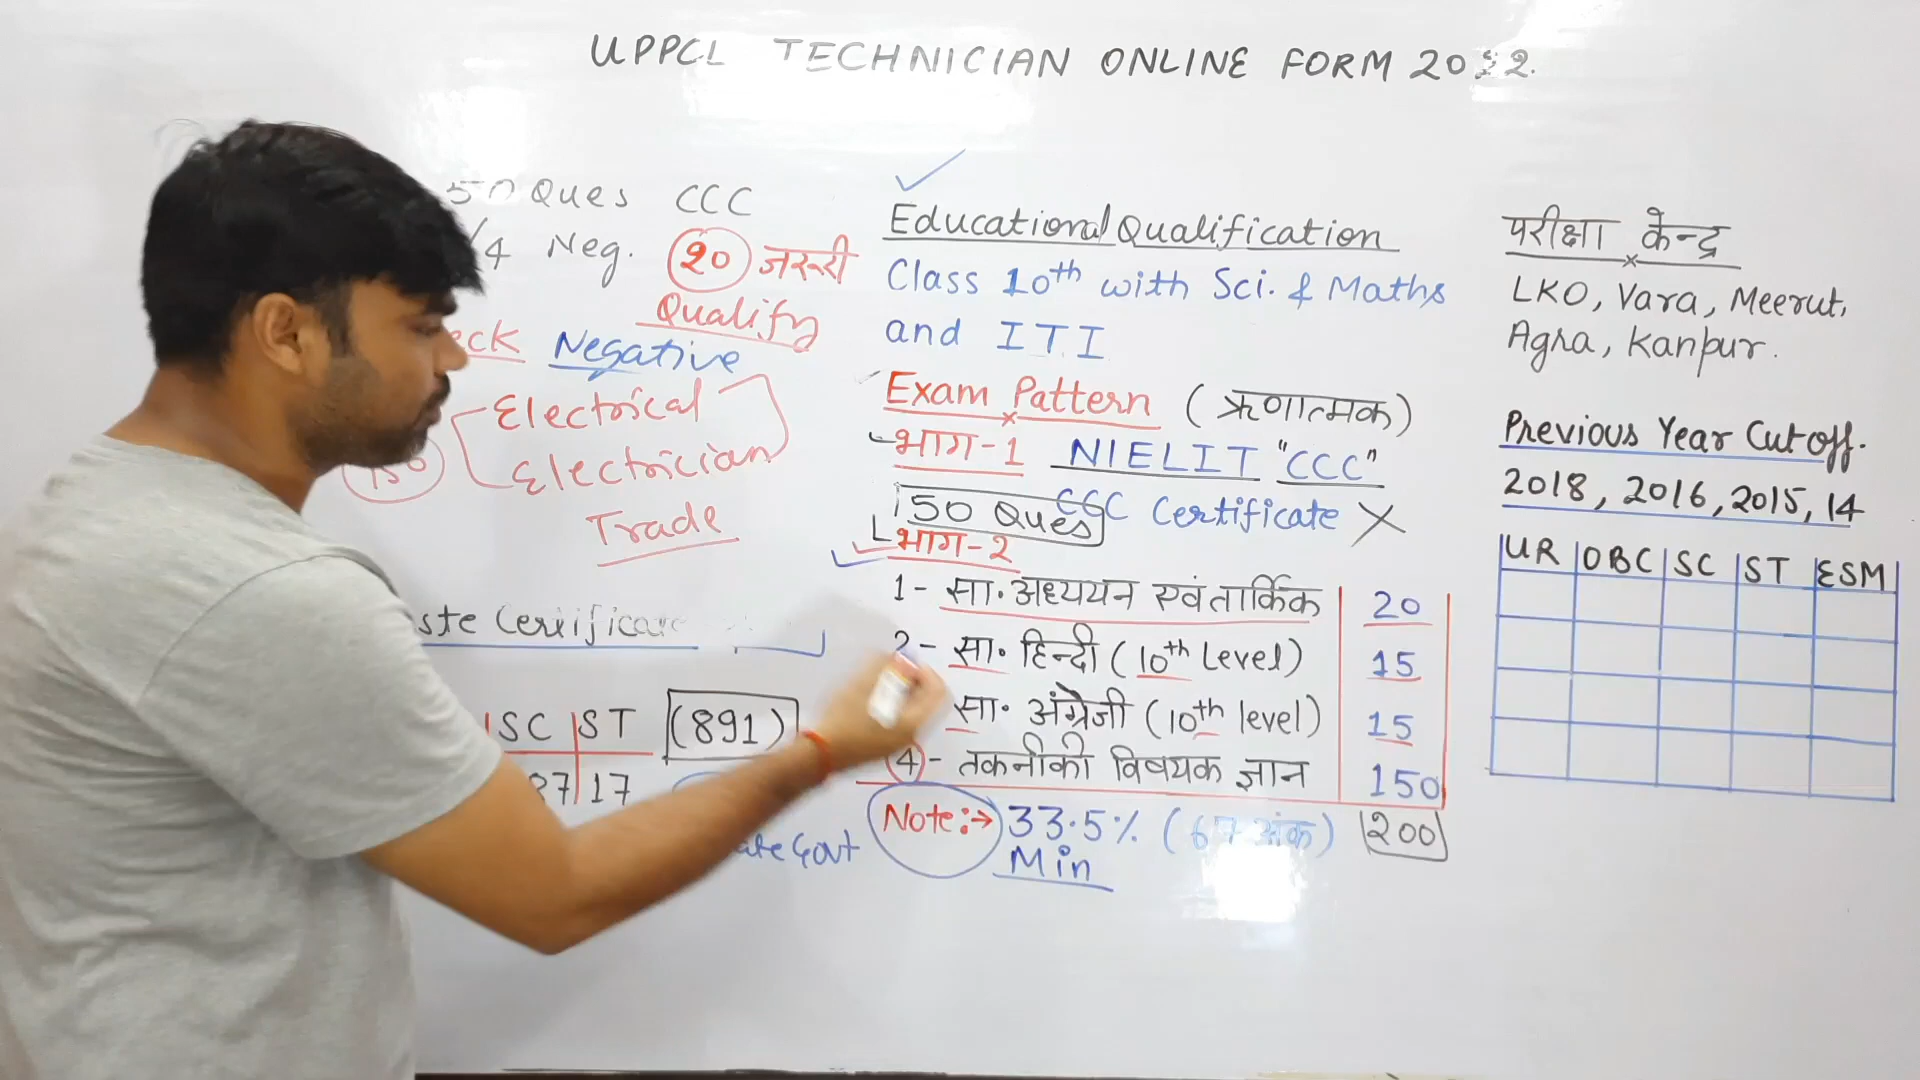 UPPCL TECHNICIAN ONLINE FORM 2022.
50 Ques CCC
/4 Neg. 20 जरूरी
Qualify
eck Negative
Electrical
150 Electrician
Trade
ste Certificate
SC ST (891)
37 17
ate Govt
Educational Qualification
Class 10th with Sci. & Maths
and ITI
Exam Pattern (ऋणात्मक)
भाग-1 NIELIT "CCC"
50 Ques CCC Certificate X
भाग-2
1- सा. अध्ययन एवं तार्किक 20
2- सा. हिन्दी (10th Level) 15
सा. अंग्रेजी (10th level) 15
4- तकनीकी विषयक ज्ञान 150
Note:→ 33.5% (67 अंक) 200
Min
परीक्षा केन्द्र
LKO, Vara, Meerut,
Agra, Kanpur.
Previous Year Cut off.
2018, 2016, 2015, 14
UR OBC SC ST ESM